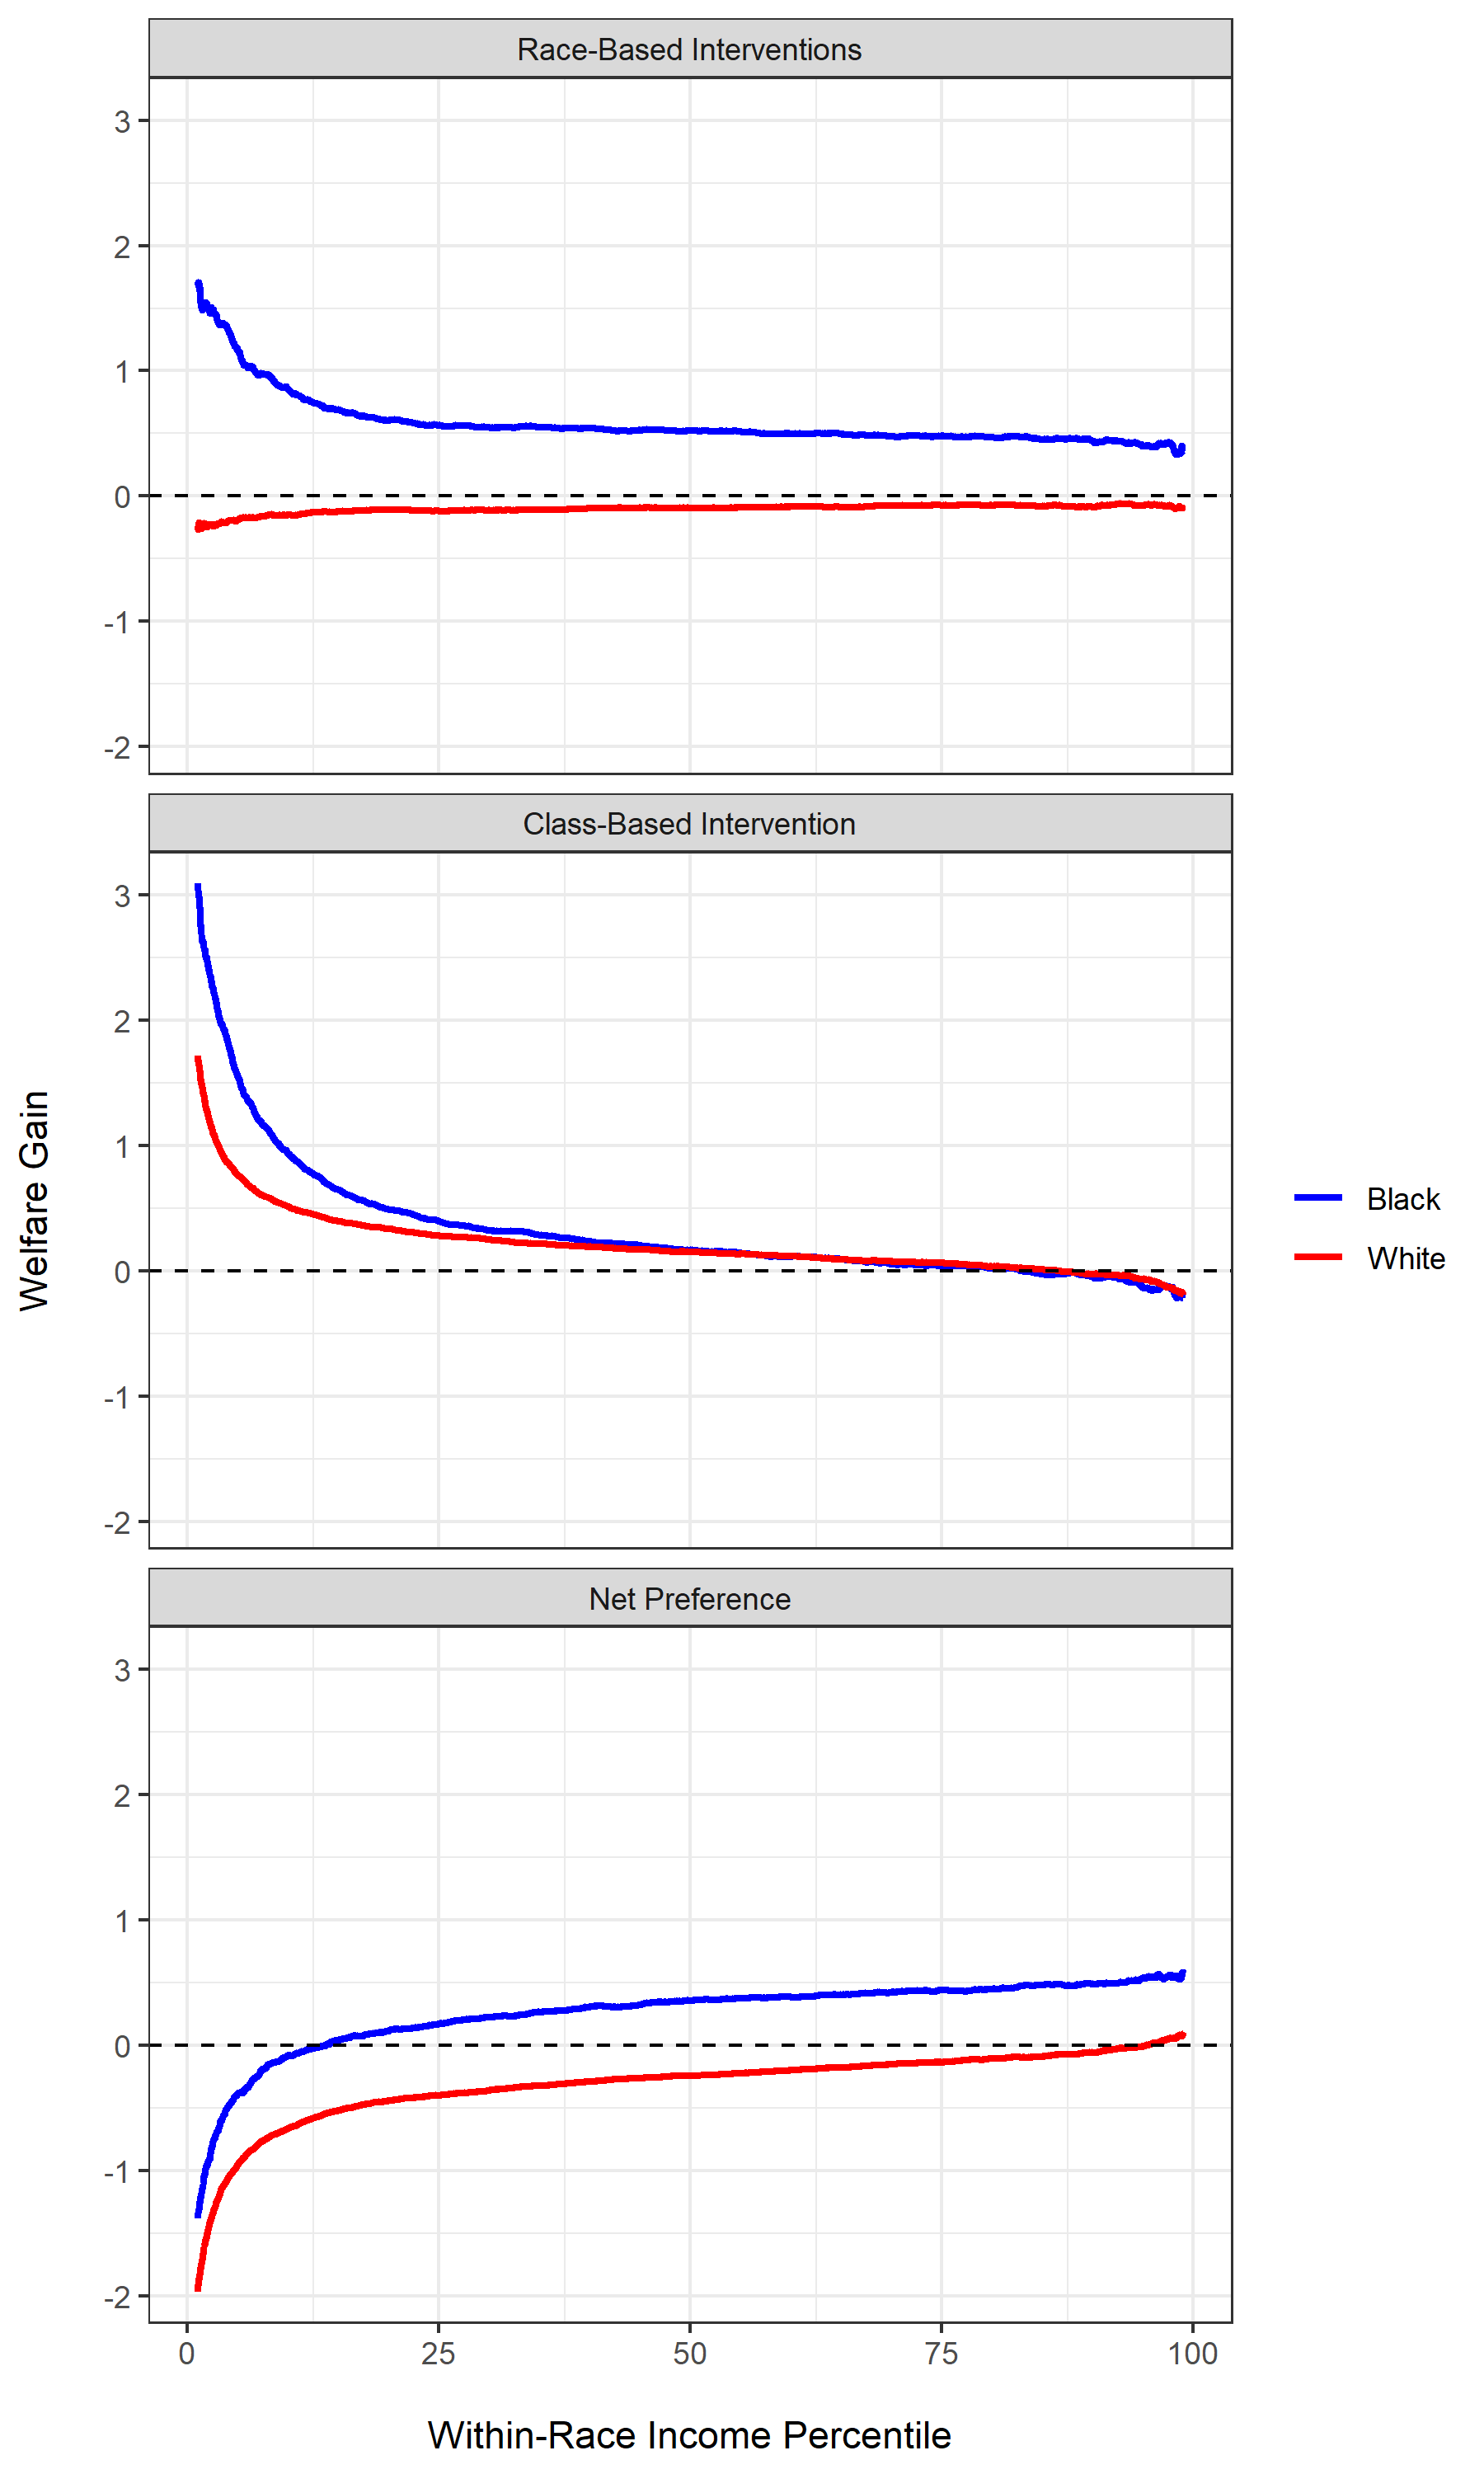 Race-Based Interventions
3
2
1
0
-1
-2
Class-Based Intervention
3
2
1
0
-1
-2
Welfare Gain
Black
White
Net Preference
3
2
1
0
-1
-2
0 25 50 75 100
Within-Race Income Percentile